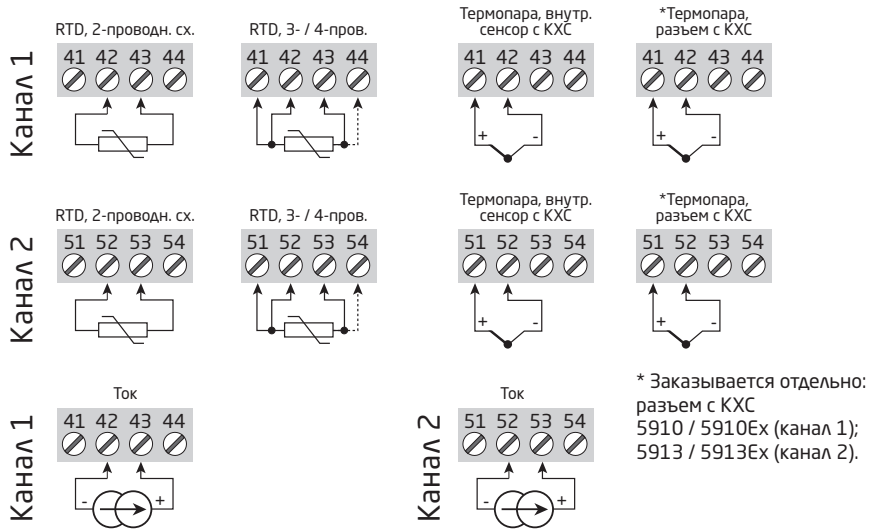 Канал 1
RTD, 2-проводн. сх.
41 42 43 44
RTD, 3- / 4-пров.
41 42 43 44
Термопара, внутр.
сенсор с КХС
41 42 43 44
+ -
*Термопара,
разъем с КХС
41 42 43 44
+ -
Канал 2
RTD, 2-проводн. сх.
51 52 53 54
RTD, 3- / 4-пров.
51 52 53 54
Термопара, внутр.
сенсор с КХС
51 52 53 54
+ -
*Термопара,
разъем с КХС
51 52 53 54
+ -
Канал 1
Ток
41 42 43 44
- +
Канал 2
Ток
51 52 53 54
- +
* Заказывается отдельно:
разъем с КХС
5910 / 5910Ex (канал 1);
5913 / 5913Ex (канал 2).